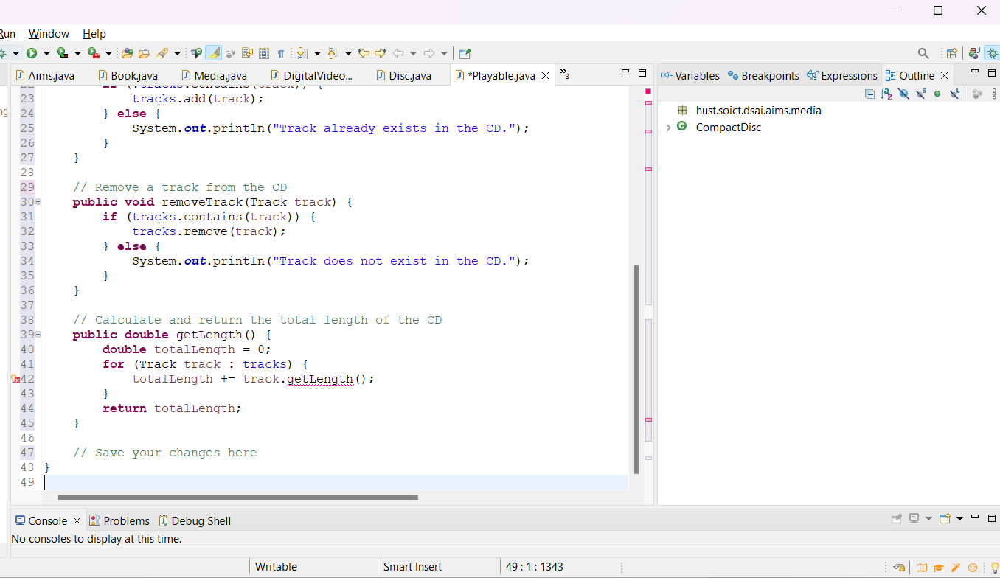 Run Window Help
Aims.java Book.java Media.java DigitalVideo... Disc.java *Playable.java 3
(x)= Variables Breakpoints Expressions Outline
23 tracks.add(track);
24 } else {
25 System.out.println("Track already exists in the CD.");
26 }
27 }
28
29 // Remove a track from the CD
30 public void removeTrack(Track track) {
31 if (tracks.contains(track)) {
32 tracks.remove(track);
33 } else {
34 System.out.println("Track does not exist in the CD.");
35 }
36 }
37
38 // Calculate and return the total length of the CD
39 public double getLength() {
40 double totalLength = 0;
41 for (Track track : tracks) {
42 totalLength += track.getLength();
43 }
44 return totalLength;
45 }
46
47 // Save your changes here
48 }
49
hust.soict.dsai.aims.media
CompactDisc
Console Problems Debug Shell
No consoles to display at this time.
Writable Smart Insert 49 : 1 : 1343